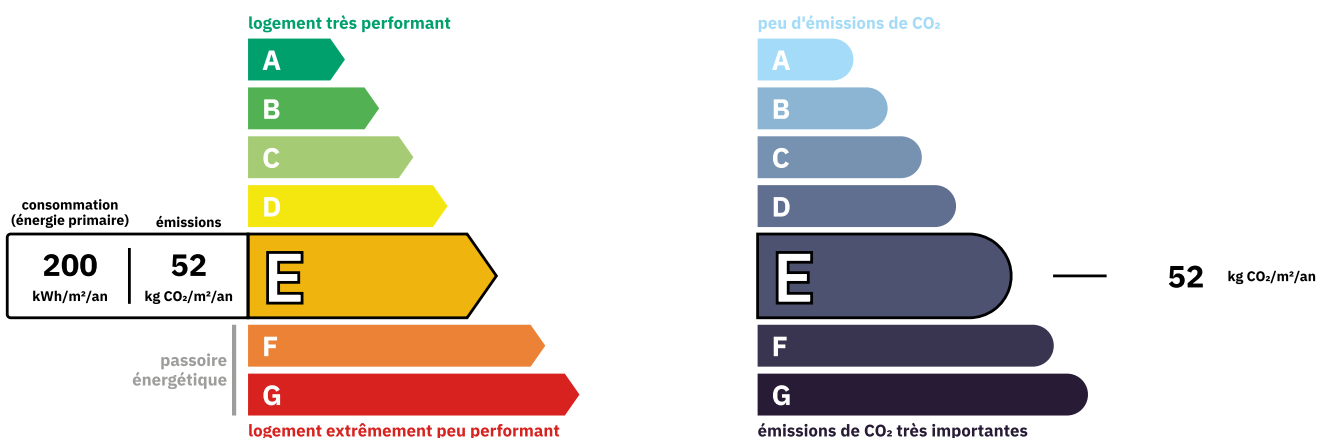 logement très performant
A
B
C
D
consommation
(énergie primaire)
émissions
200
kWh/m²/an
52
kg CO₂/m²/an
E
passoire
énergétique
F
G
logement extrêmement peu performant
peu d'émissions de CO₂
A
B
C
D
E
52 kg CO₂/m²/an
F
G
émissions de CO₂ très importantes